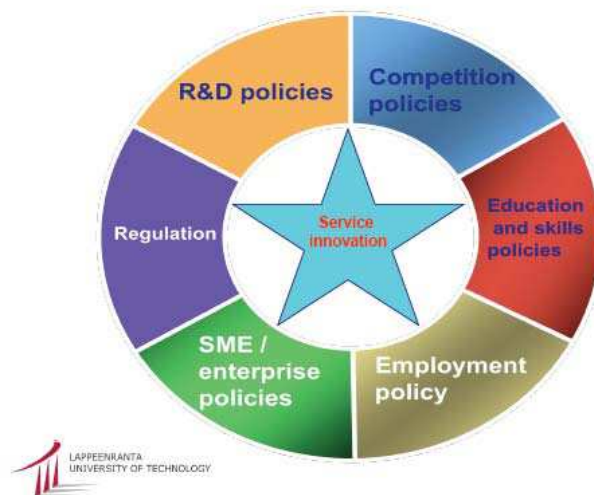 R&D policies
Competition
policies
Education
and skills
policies
Employment
policy
SME /
enterprise
policies
Regulation
Service
innovation
LAPPEENRANTA
UNIVERSITY OF TECHNOLOGY